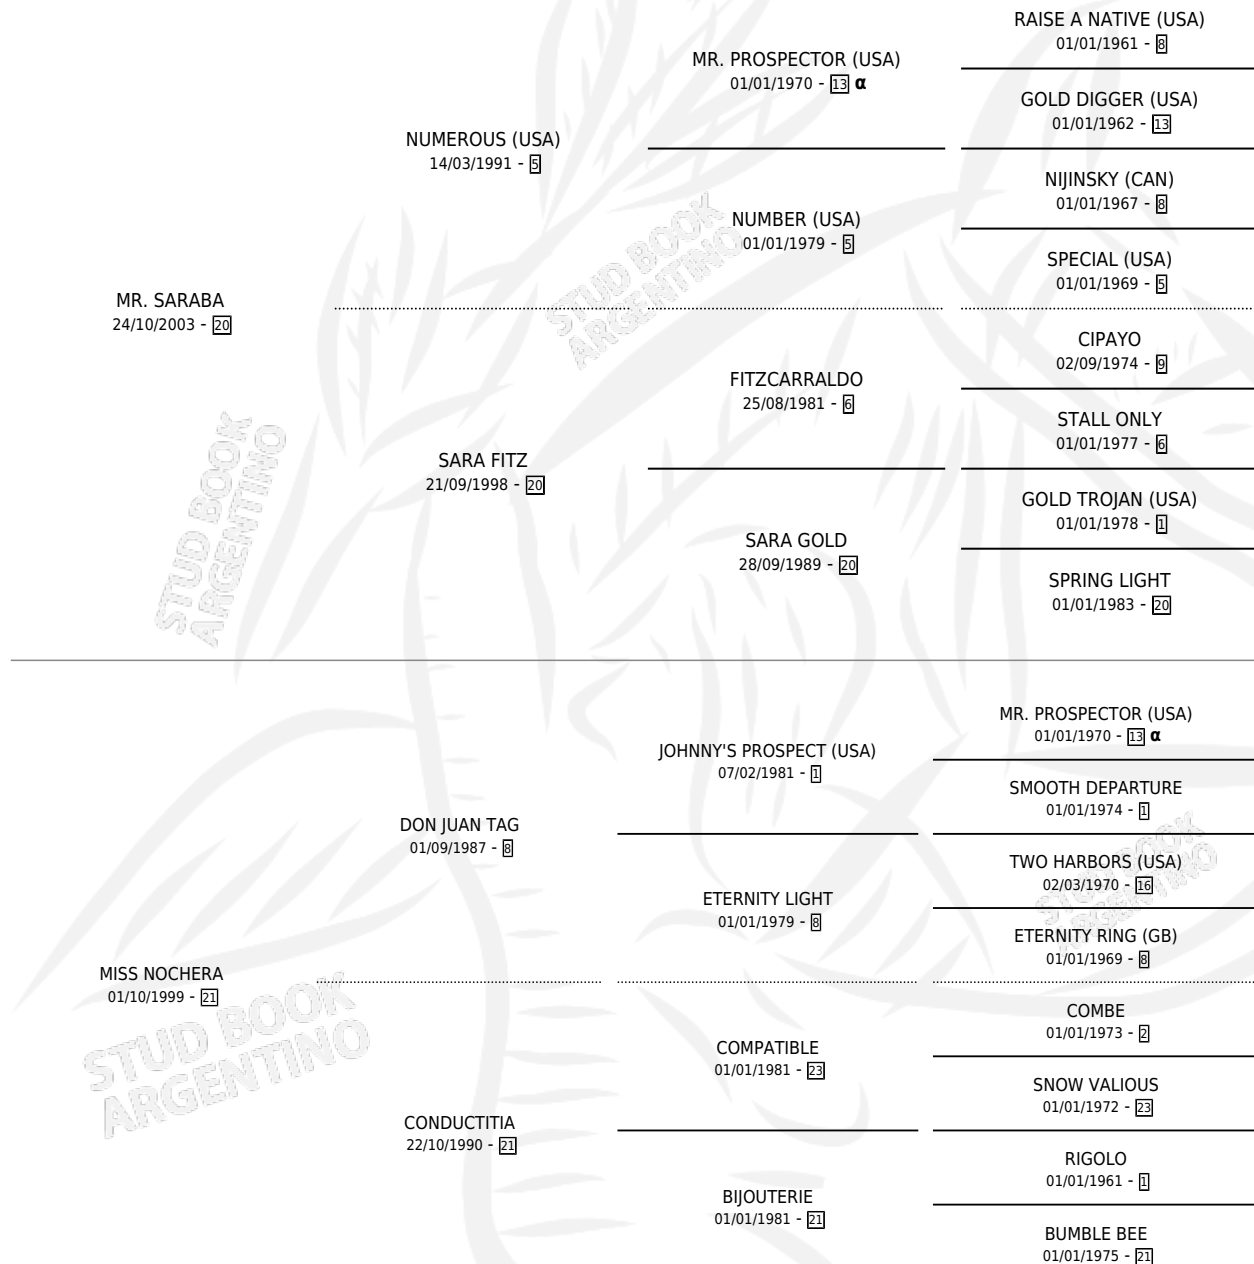 RAISE A NATIVE (USA)
01/01/1961 - 8
MR. PROSPECTOR (USA)
01/01/1970 - 13 α
GOLD DIGGER (USA)
01/01/1962 - 13
NUMEROUS (USA)
14/03/1991 - 5
NIJINSKY (CAN)
01/01/1967 - 8
NUMBER (USA)
01/01/1979 - 5
SPECIAL (USA)
01/01/1969 - 5
STUD BOOK
ARGENTINO
MR. SARABA
24/10/2003 - 20
CIPAYO
02/09/1974 - 9
FITZCARRALDO
25/08/1981 - 6
STALL ONLY
01/01/1977 - 6
SARA FITZ
21/09/1998 - 20
GOLD TROJAN (USA)
01/01/1978 - 1
SARA GOLD
28/09/1989 - 20
SPRING LIGHT
01/01/1983 - 20
STUD BOOK
ARGENTINO
MR. PROSPECTOR (USA)
01/01/1970 - 13 α
JOHNNY'S PROSPECT (USA)
07/02/1981 - 1
SMOOTH DEPARTURE
01/01/1974 - 1
DON JUAN TAG
01/09/1987 - 8
TWO HARBORS (USA)
02/03/1970 - 16
ETERNITY LIGHT
01/01/1979 - 8
ETERNITY RING (GB)
01/01/1969 - 8
STUD BOOK
ARGENTINO
MISS NOCHERA
01/10/1999 - 21
COMBE
01/01/1973 - 2
COMPATIBLE
01/01/1981 - 23
SNOW VALIOUS
01/01/1972 - 23
STUD BOOK
ARGENTINO
CONDUCTITIA
22/10/1990 - 21
RIGOLO
01/01/1961 - 1
BIJOUTERIE
01/01/1981 - 21
BUMBLE BEE
01/01/1975 - 21